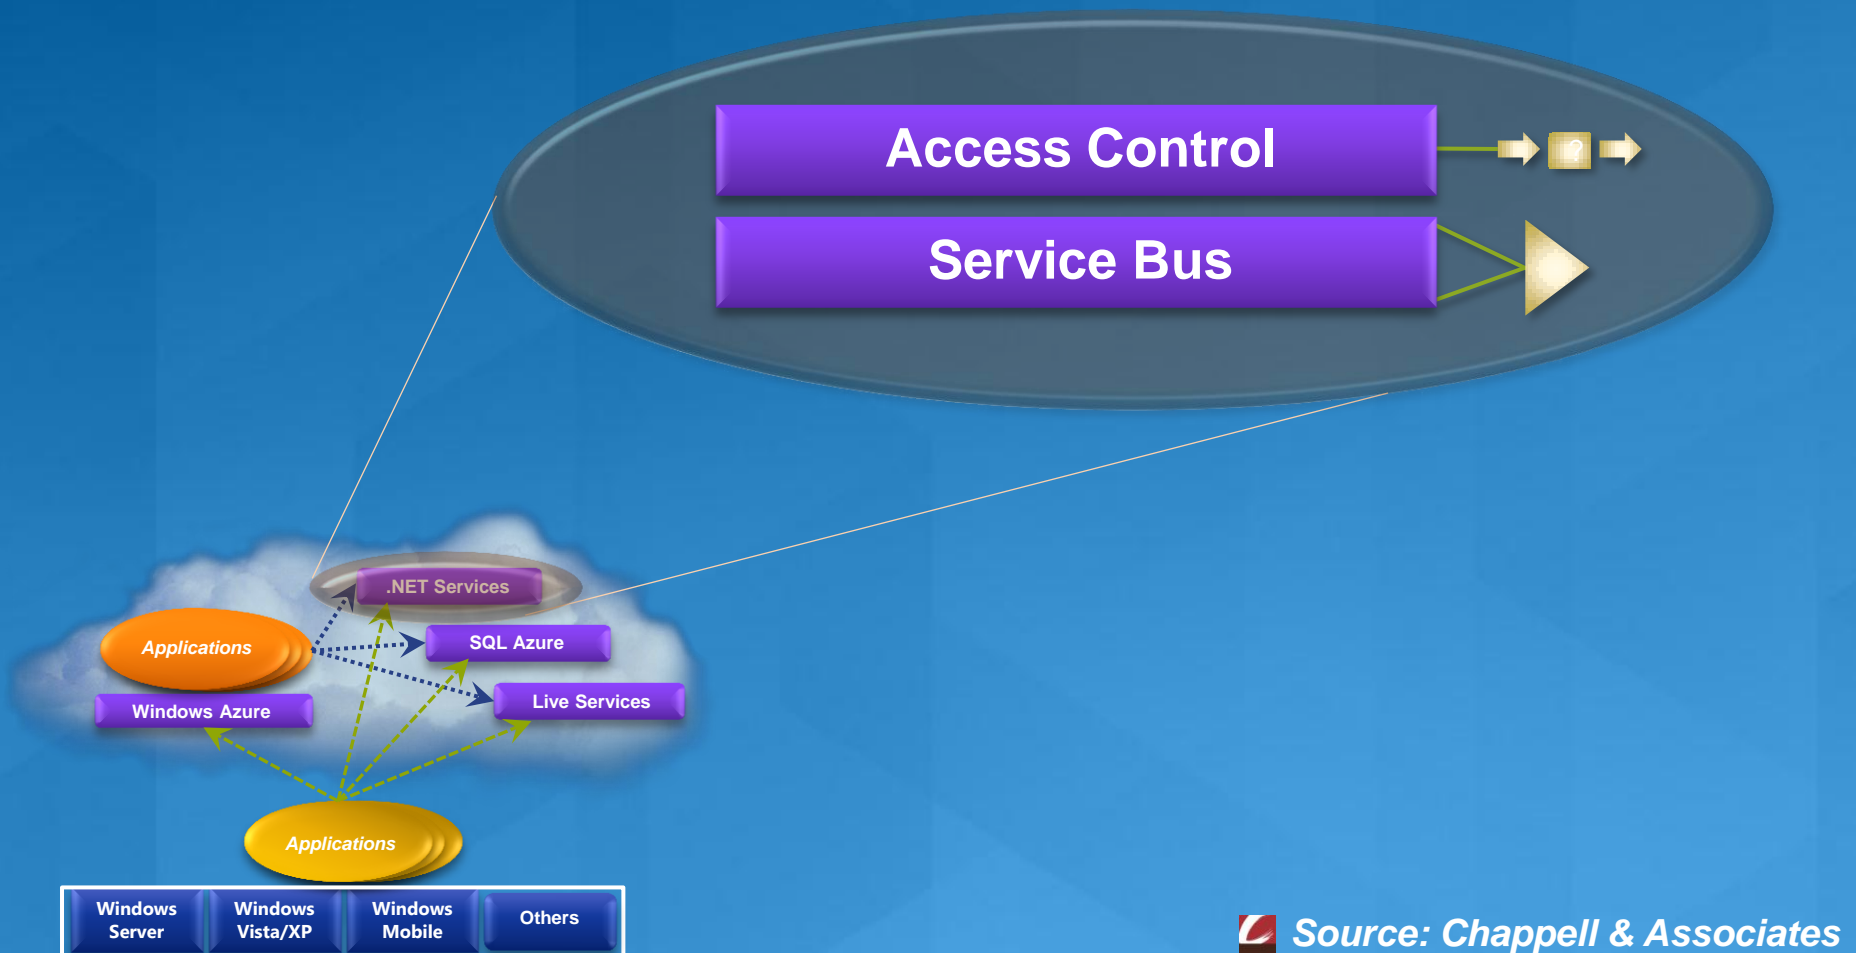 Access Control
?
Service Bus
.NET Services
SQL Azure
Applications
Live Services
Windows Azure
Applications
Windows
Server
Windows
Vista/XP
Windows
Mobile
Others
Source: Chappell & Associates